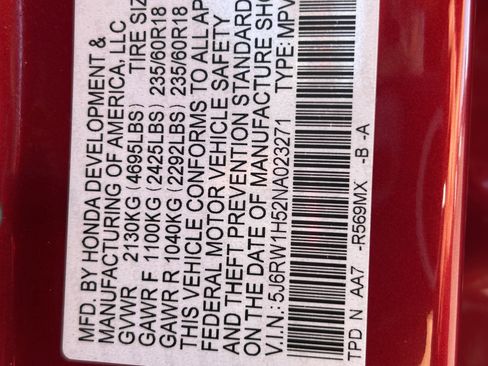 MFD. BY HONDA DEVELOPMENT &
MANUFACTURING OF AMERICA, LLC
GVWR 2130KG (4695LBS) TIRE SIZ
GAWR F 1100KG (2425LBS) 235/60R18
GAWR R 1040KG (2292LBS) 235/60R18
THIS VEHICLE CONFORMS TO ALL AP
FEDERAL MOTOR VEHICLE SAFETY
AND THEFT PREVENTION STANDARD
ON THE DATE OF MANUFACTURE SHO
V.I.N.: 5J6RW1H52NA023271 TYPE: MPV
TPD N AA7 -R569MX -B -A